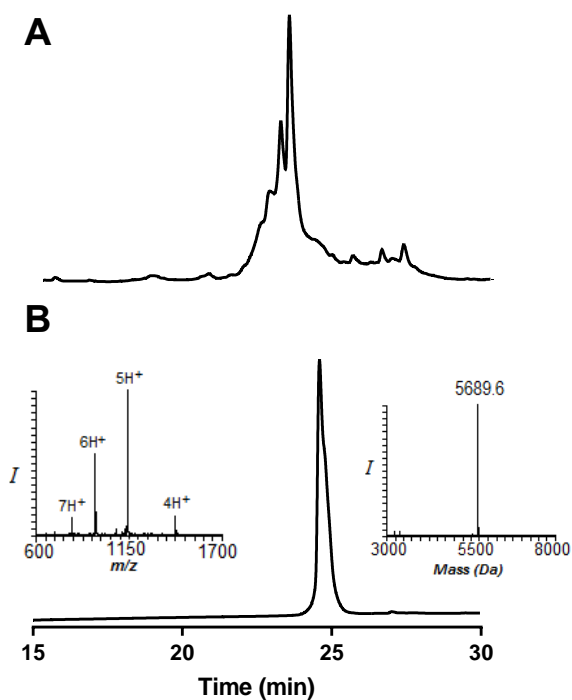 A
B
5H+
5689.6
6H+
I
I
7H+
4H+
600 1150 1700
m/z
3000 5500 8000
Mass (Da)
15 20 25 30
Time (min)